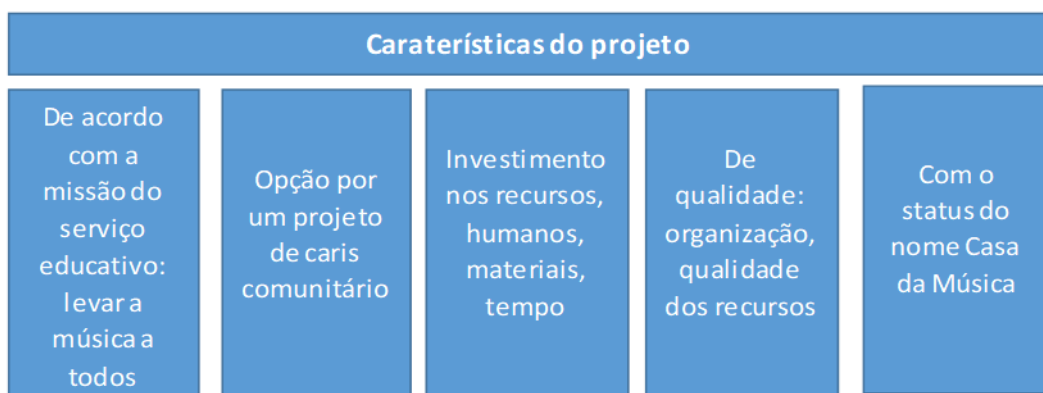 Caraterísticas do projeto
De acordo
com a
missão do
serviço
educativo:
levar a
música a
todos
Opção por
um projeto
de caris
comunitário
Investimento
nos recursos,
humanos,
materiais,
tempo
De
qualidade:
organização,
qualidade
dos recursos
Com o
status do
nome Casa
da Música